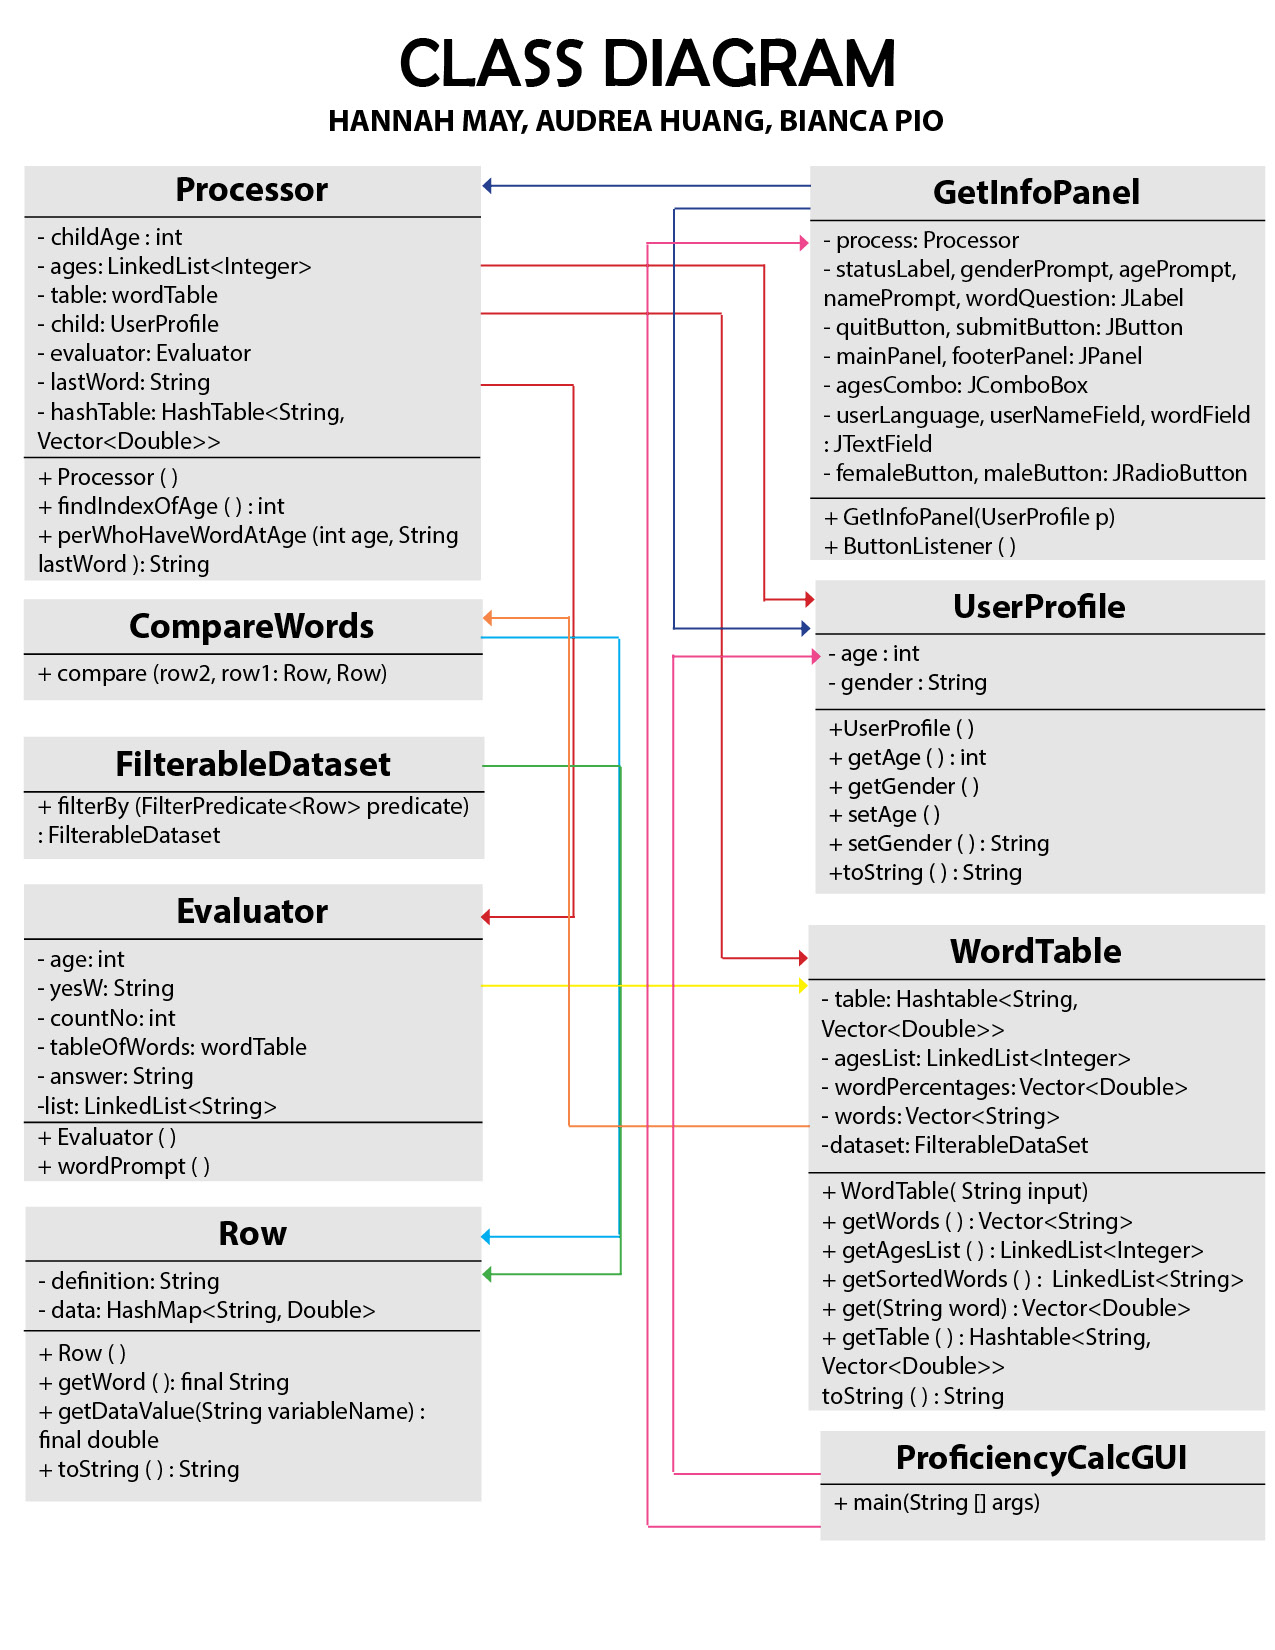 CLASS DIAGRAM
HANNAH MAY, AUDREA HUANG, BIANCA PIO
Processor
- childAge : int
- ages: LinkedList<Integer>
- table: wordTable
- child: UserProfile
- evaluator: Evaluator
- lastWord: String
- hashTable: HashTable<String,
Vector<Double>>
+ Processor ( )
+ findIndexOfAge ( ) : int
+ perWhoHaveWordAtAge (int age, String
lastWord ): String
CompareWords
+ compare (row2, row1: Row, Row)
FilterableDataset
+ filterBy (FilterPredicate<Row> predicate)
: FilterableDataset
Evaluator
- age: int
- yesW: String
- countNo: int
- tableOfWords: wordTable
- answer: String
-list: LinkedList<String>
+ Evaluator ( )
+ wordPrompt ( )
Row
- definition: String
- data: HashMap<String, Double>
+ Row ( )
+ getWord ( ): final String
+ getDataValue(String variableName) :
final double
+ toString ( ) : String
GetInfoPanel
- process: Processor
- statusLabel, genderPrompt, agePrompt,
namePrompt, wordQuestion: JLabel
- quitButton, submitButton: JButton
- mainPanel, footerPanel: JPanel
- agesCombo: JComboBox
- userLanguage, userNameField, wordField
: JTextField
- femaleButton, maleButton: JRadioButton
+ GetInfoPanel(UserProfile p)
+ ButtonListener ( )
UserProfile
- age : int
- gender : String
+UserProfile ( )
+ getAge ( ) : int
+ getGender ( )
+ setAge ( )
+ setGender ( ) : String
+toString ( ) : String
WordTable
- table: Hashtable<String,
Vector<Double>>
- agesList: LinkedList<Integer>
- wordPercentages: Vector<Double>
- words: Vector<String>
-dataset: FilterableDataSet
+ WordTable( String input)
+ getWords ( ) : Vector<String>
+ getAgesList ( ) : LinkedList<Integer>
+ getSortedWords ( ) :  LinkedList<String>
+ get(String word) : Vector<Double>
+ getTable ( ) : Hashtable<String,
Vector<Double>>
toString ( ) : String
ProficiencyCalcGUI
+ main(String [] args)